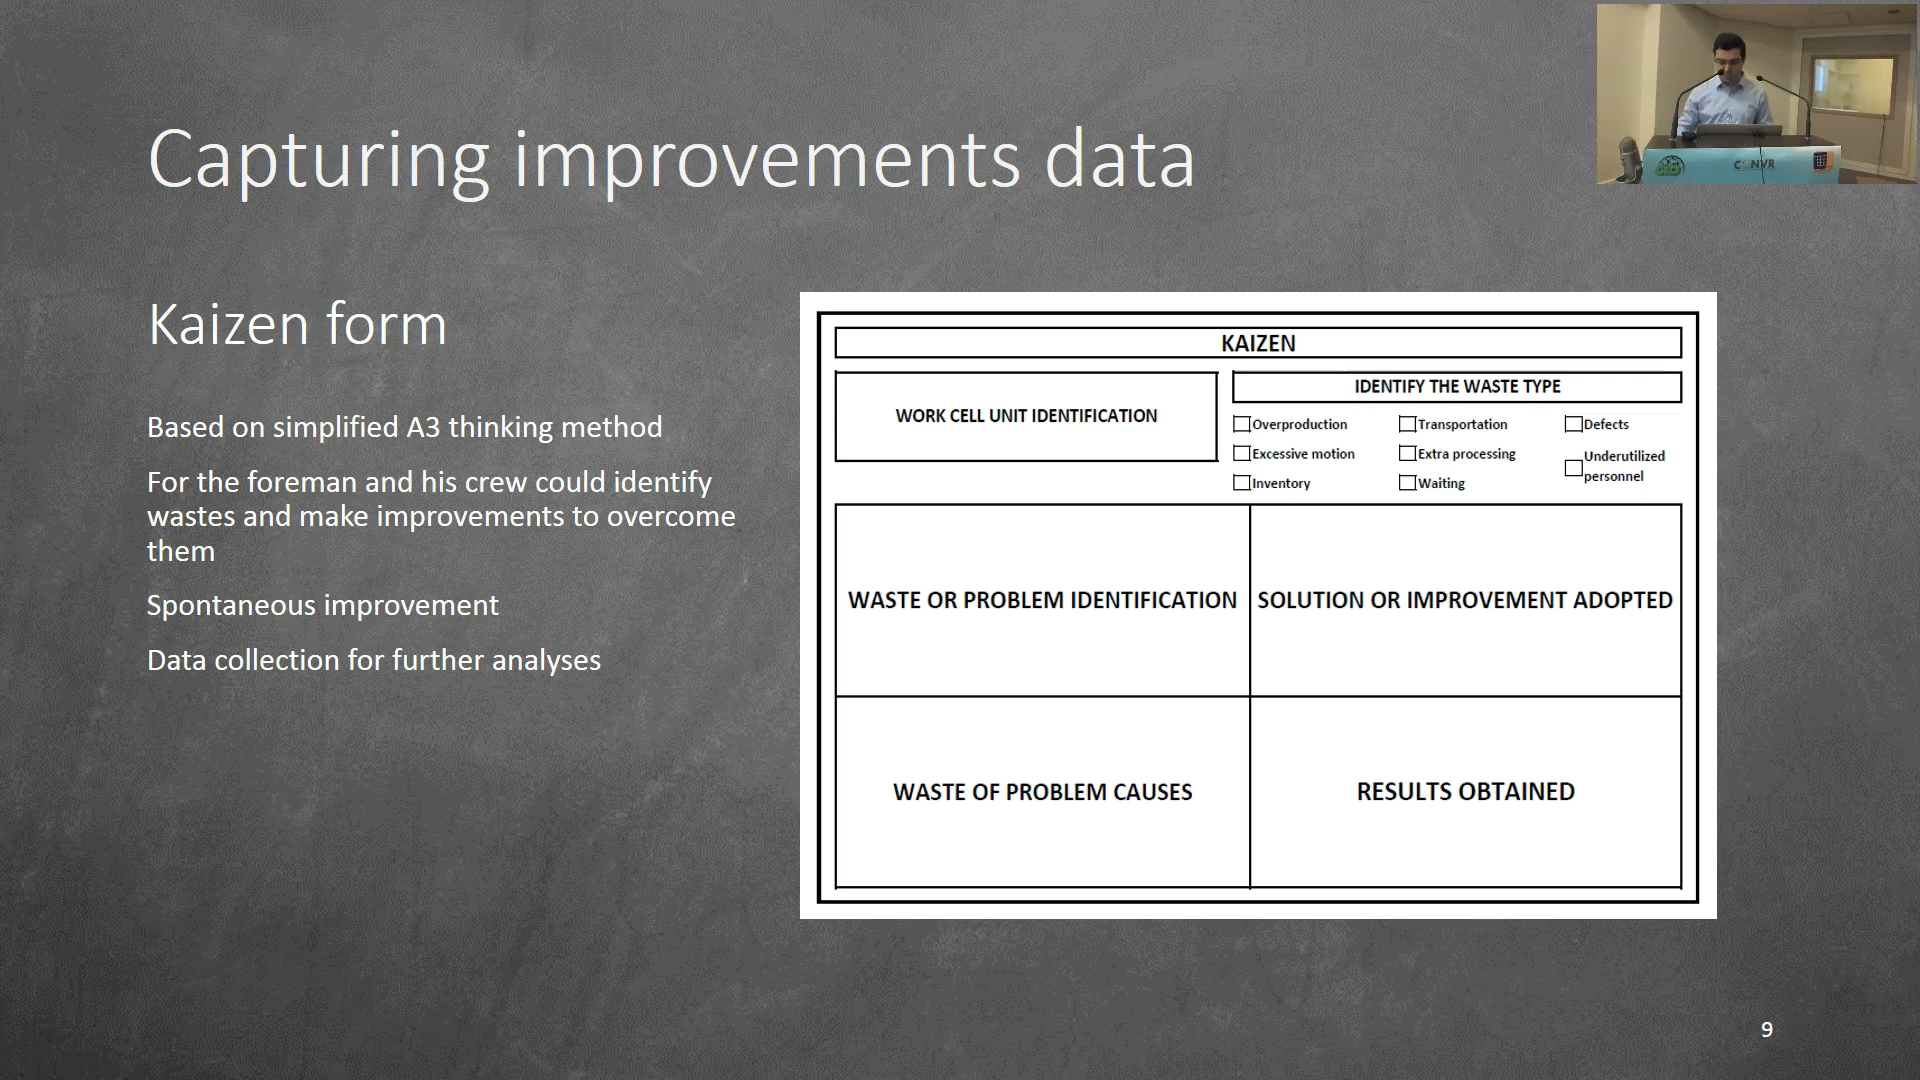 Capturing improvements data
Kaizen form
Based on simplified A3 thinking method
For the foreman and his crew could identify
wastes and make improvements to overcome
them
Spontaneous improvement
Data collection for further analyses
KAIZEN
WORK CELL UNIT IDENTIFICATION
IDENTIFY THE WASTE TYPE
Overproduction
Transportation
Defects
Excessive motion
Extra processing
Underutilized
personnel
Inventory
Waiting
WASTE OR PROBLEM IDENTIFICATION
SOLUTION OR IMPROVEMENT ADOPTED
WASTE OF PROBLEM CAUSES
RESULTS OBTAINED
9
CONVR